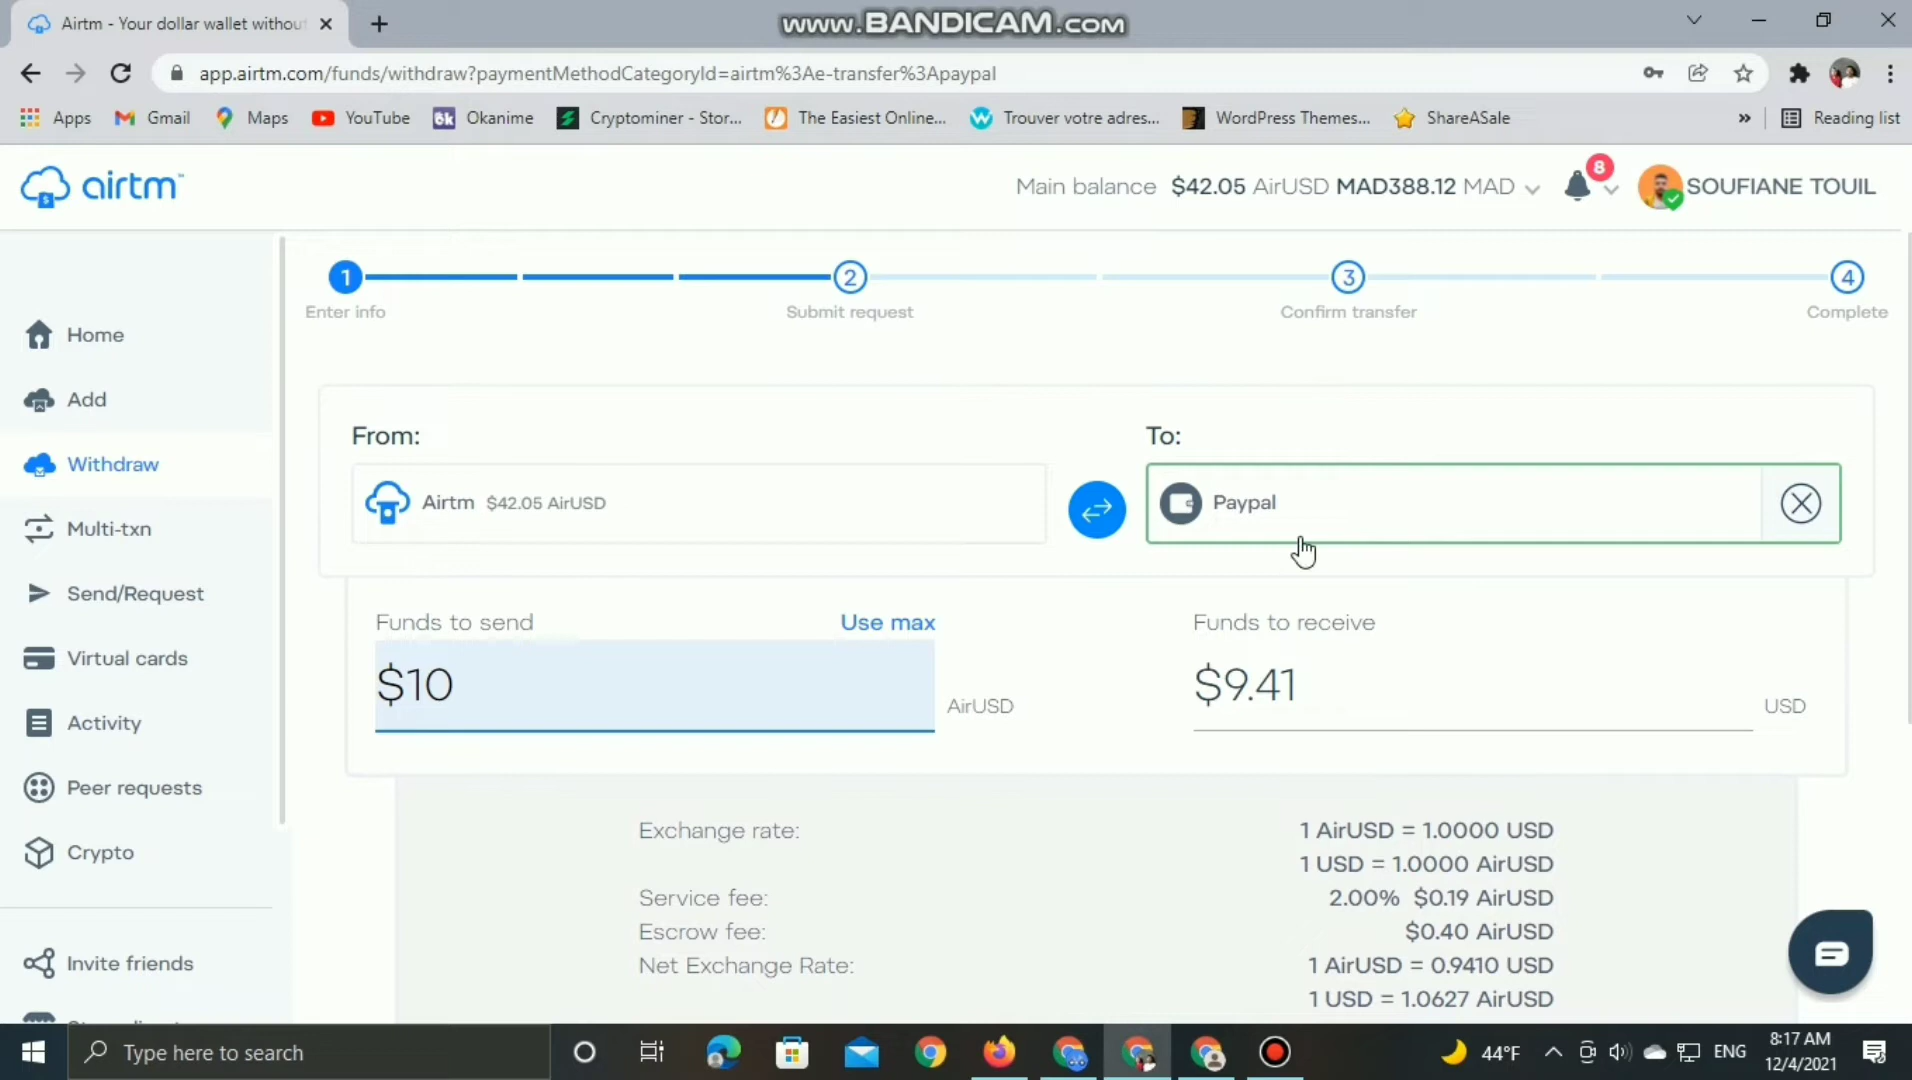 Airtm - Your dollar wallet without
www.BANDICAM.com
app.airtm.com/funds/withdraw?paymentMethodCategoryId=airtm%3Ae-transfer%3Apaypal
Apps
Gmail
Maps
YouTube
Okanime
Cryptominer - Stor...
The Easiest Online...
Trouver votre adres...
WordPress Themes...
ShareASale
»
Reading list
airtm
Main balance $42.05 AirUSD MAD388.12 MAD
8
SOUFIANE TOUIL
1
2
3
4
Enter info
Submit request
Confirm transfer
Complete
Home
Add
Withdraw
Multi-txn
Send/Request
Virtual cards
Activity
Peer requests
Crypto
Invite friends
From:
To:
Airtm $42.05 AirUSD
Paypal
Funds to send
Use max
Funds to receive
$10
AirUSD
$9.41
USD
Exchange rate:
1 AirUSD = 1.0000 USD
1 USD = 1.0000 AirUSD
Service fee:
2.00% $0.19 AirUSD
Escrow fee:
$0.40 AirUSD
Net Exchange Rate:
1 AirUSD = 0.9410 USD
1 USD = 1.0627 AirUSD
Type here to search
44°F
ENG
8:17 AM
12/4/2021